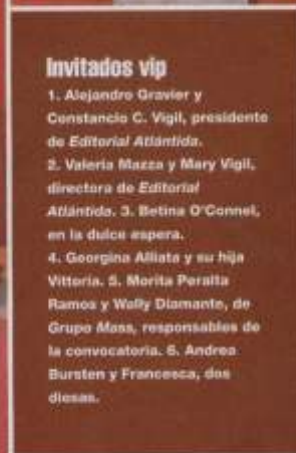 Invitados vip
1. Alejandro Gravier y
Constancio C. Vigil, presidente
de Editorial Atlántida.
2. Valeria Mazza y Mary Vigil,
directora de Editorial
Atlántida. 3. Betina O'Connel,
en la dulce espera.
4. Georgina Alliata y su hija
Vittoria. 5. Morita Peralta
Ramos y Wally Diamante, de
Grupo Mass, responsables de
la convocatoria. 6. Andrea
Bursten y Francesca, dos
diosas.